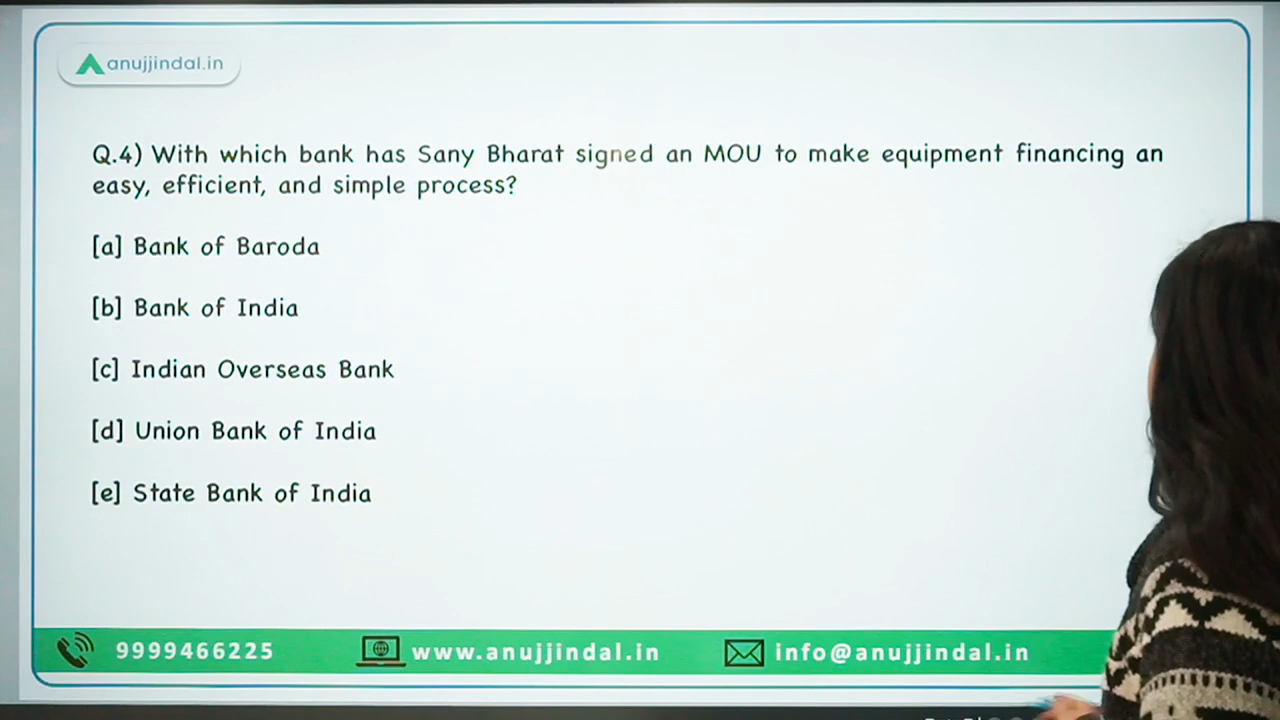 anujjindal.in
Q.4) With which bank has Sany Bharat signed an MOU to make equipment financing an
easy, efficient, and simple process?
[a] Bank of Baroda
[b] Bank of India
[c] Indian Overseas Bank
[d] Union Bank of India
[e] State Bank of India
9999466225 www.anujjindal.in info@anujjindal.in